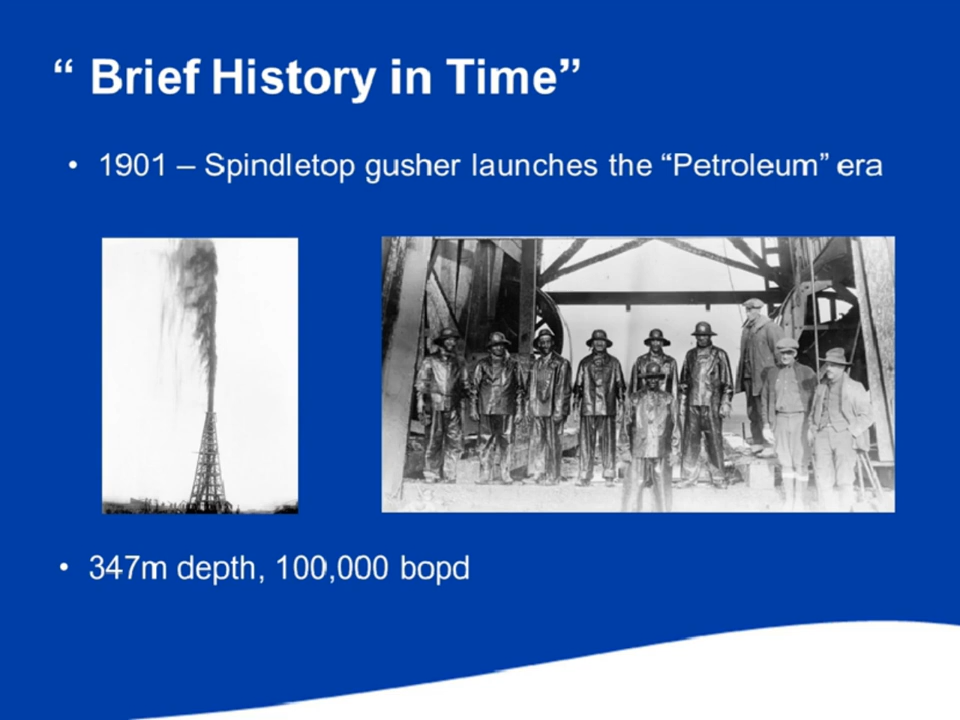 “ Brief History in Time”
• 1901 – Spindletop gusher launches the “Petroleum” era
• 347m depth, 100,000 bopd